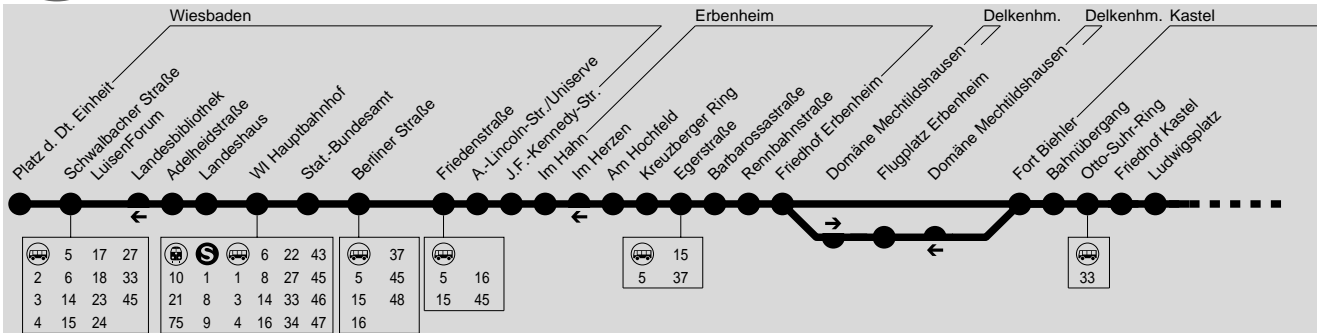 Wiesbaden
Erbenheim
Delkenhm.
Delkenhm.
Kastel
Platz d. Dt. Einheit
Schwalbacher Straße
LuisenForum
Landesbibliothek
Adelheidstraße
Landeshaus
WI Hauptbahnhof
Stat.-Bundesamt
Berliner Straße
Friedenstraße
A.-Lincoln-Str./Uniserve
J.F.-Kennedy-Str.
Im Hahn
Im Herzen
Am Hochfeld
Kreuzberger Ring
Egerstraße
Barbarossastraße
Rennbahnstraße
Friedhof Erbenheim
Domäne Mechtildshausen
Flugplatz Erbenheim
Domäne Mechtildshausen
Fort Biehler
Bahnübergang
Otto-Suhr-Ring
Friedhof Kastel
Ludwigsplatz
5 17 27
2 6 18 33
3 14 23 45
4 15 24
S 6 22 43
10 1 1 8 27 45
21 8 3 14 33 46
75 9 4 16 34 47
37
5 45
15 48
16
5 16
15 45
15
5 37
33